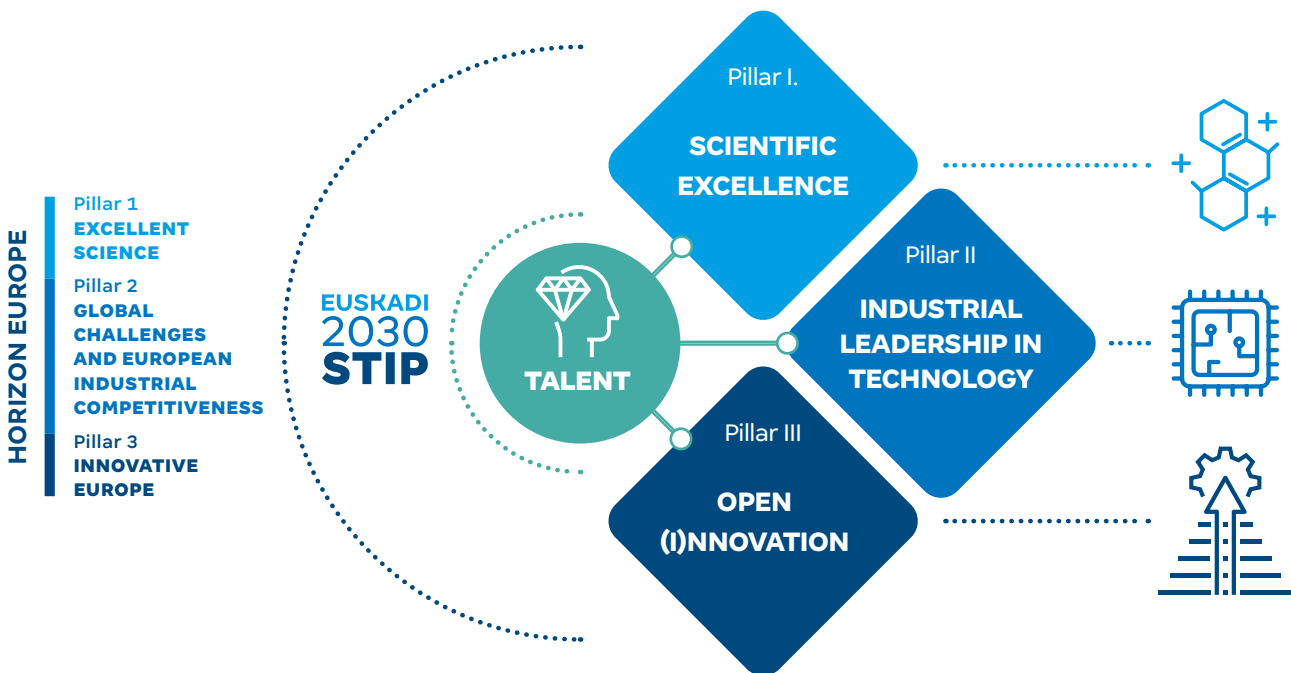 HORIZON EUROPE
Pillar 1
EXCELLENT
SCIENCE
Pillar 2
GLOBAL
CHALLENGES
AND EUROPEAN
INDUSTRIAL
COMPETITIVENESS
Pillar 3
INNOVATIVE
EUROPE
EUSKADI
2030
STIP
TALENT
Pillar I.
SCIENTIFIC
EXCELLENCE
Pillar II
INDUSTRIAL
LEADERSHIP IN
TECHNOLOGY
Pillar III
OPEN
(I)NNOVATION